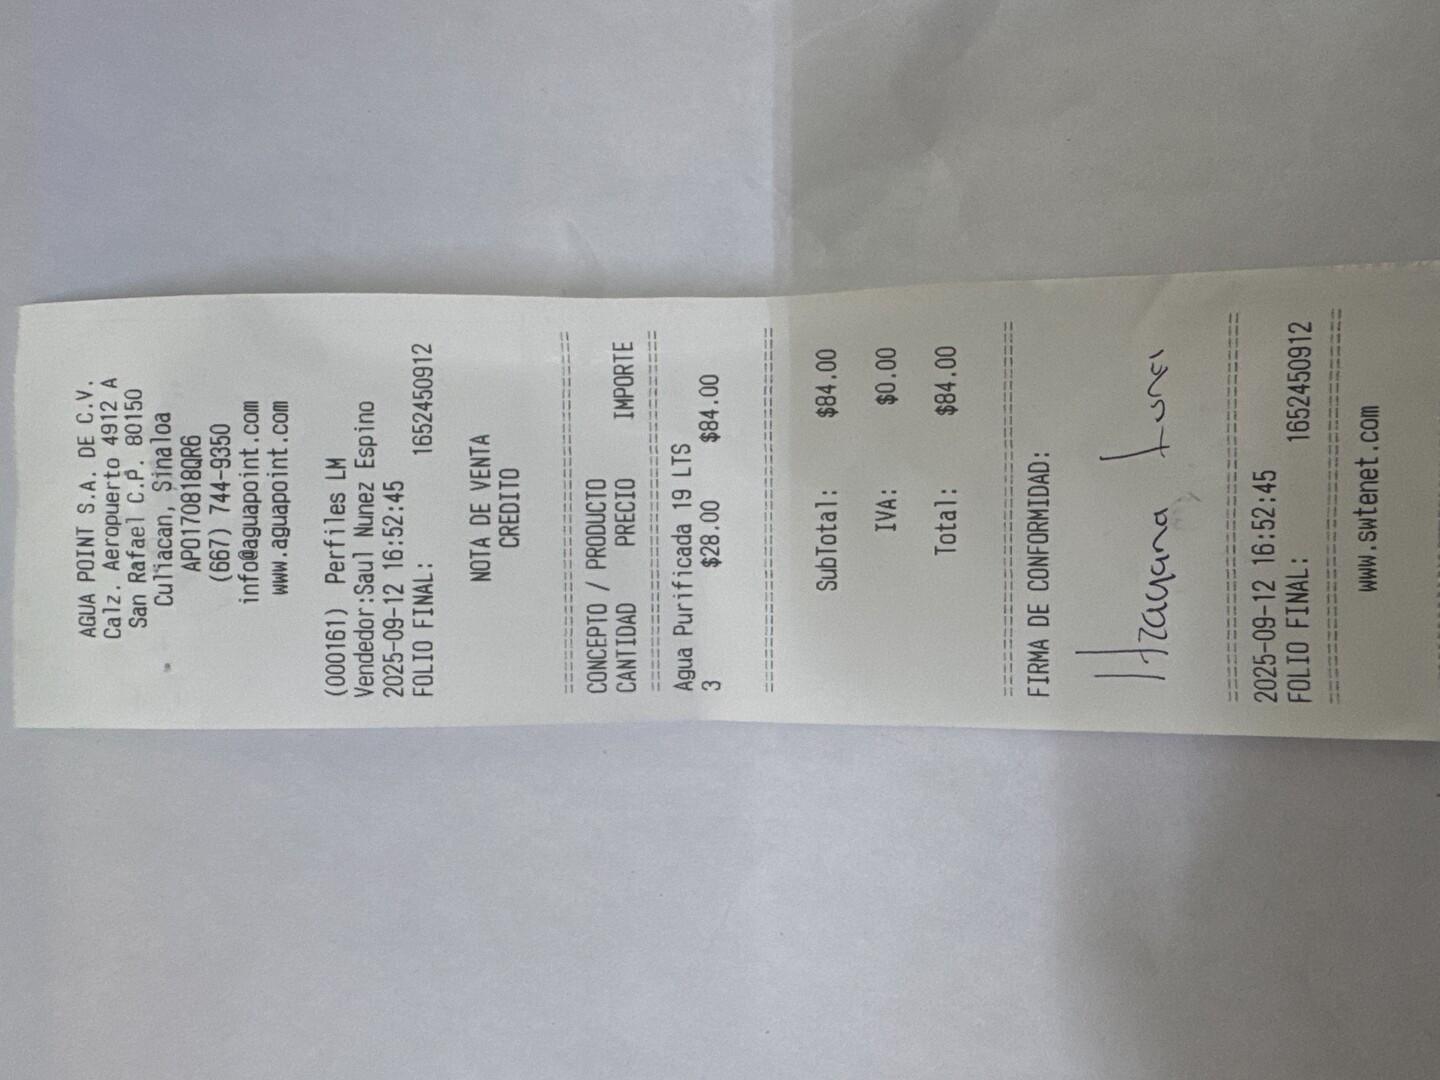 AGUA POINT S.A. DE C.V.
Calz. Aeropuerto 4912 A
San Rafael C.P. 80150
Culiacan, Sinaloa
APO170818QR6
(667) 744-9350
info@aguapoint.com
www.aguapoint.com
(000161) Perfiles LM
Vendedor:Saul Nunez Espino
2025-09-12 16:52:45
FOLIO FINAL: 1652450912
NOTA DE VENTA
CREDITO
CONCEPTO / PRODUCTO
CANTIDAD PRECIO IMPORTE
Agua Purificada 19 LTS
3 $28.00 $84.00
SubTotal: $84.00
IVA: $0.00
Total: $84.00
FIRMA DE CONFORMIDAD:
2025-09-12 16:52:45
FOLIO FINAL: 1652450912
www.swtenet.com